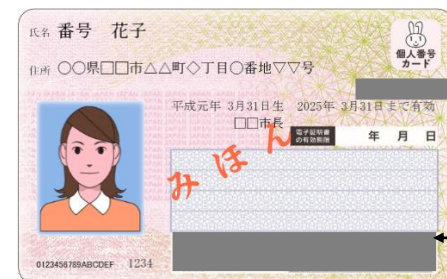 氏名 番号 花子
個人番号
カード
住所 〇〇県□□市△△町◇丁目〇番地▽▽号
平成元年 3月31日生 2025年 3月31日まで有効
□□市長
電子証明書
の有効期限
年 月 日
みほん
0123456789ABCDEF 1234